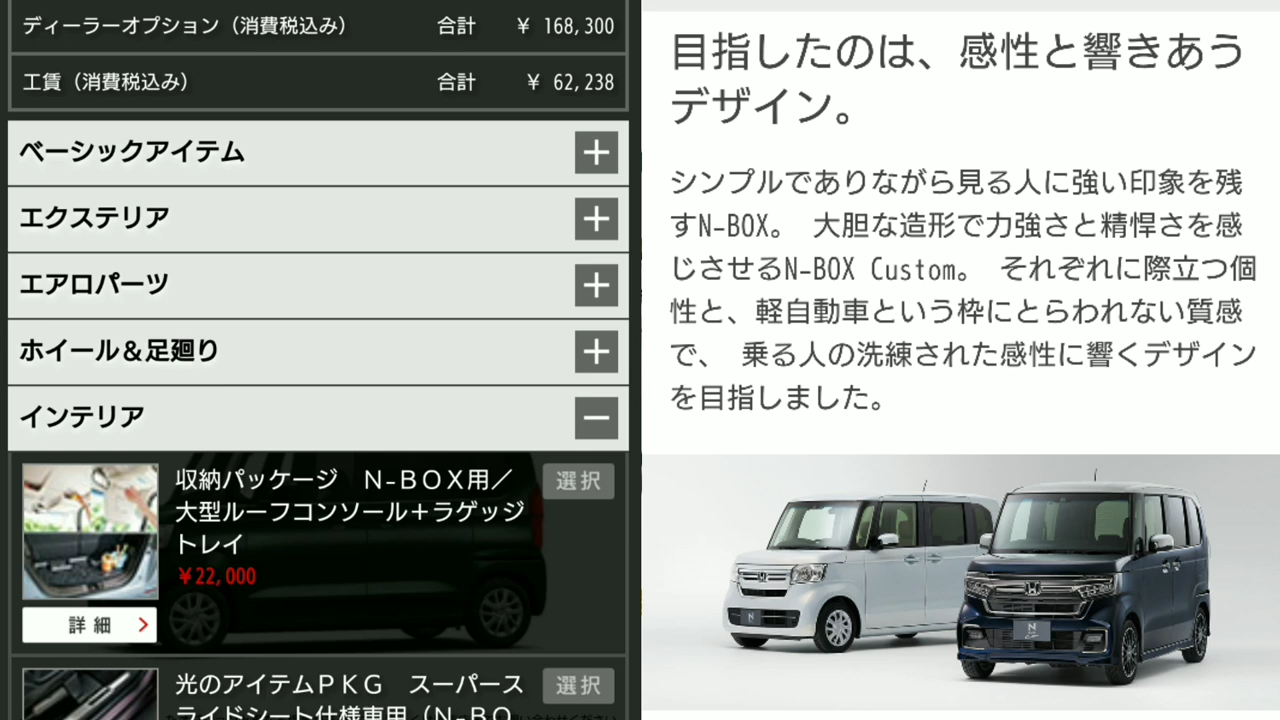 ディーラーオプション（消費税込み） 合計 ￥ 168,300
工賃（消費税込み） 合計 ￥ 62,238
ベーシックアイテム
エクステリア
エアロパーツ
ホイール＆足廻り
インテリア
収納パッケージ　Ｎ-ＢＯＸ用／
大型ルーフコンソール＋ラゲッジ
トレイ
選択
￥22,000
詳細
光のアイテムＰＫＧ　スーパース
選択
ライドシート仕様車用（Ｎ-ＢＯ
目指したのは、感性と響きあう
デザイン。
シンプルでありながら見る人に強い印象を残
すN-BOX。 大胆な造形で力強さと精悍さを感
じさせるN-BOX Custom。 それぞれに際立つ個
性と、軽自動車という枠にとらわれない質感
で、 乗る人の洗練された感性に響くデザイン
を目指しました。